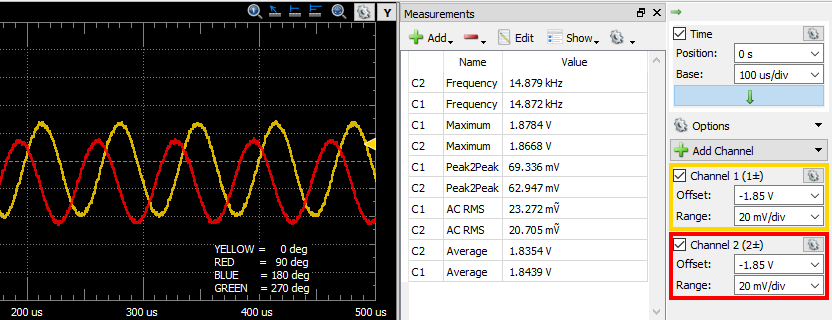 Y
YELLOW = 0 deg
RED = 90 deg
BLUE = 180 deg
GREEN = 270 deg
200 us 300 us 400 us 500 us
Measurements
Add Edit Show
Name Value
C2 Frequency 14.879 kHz
C1 Frequency 14.872 kHz
C1 Maximum 1.8784 V
C2 Maximum 1.8668 V
C1 Peak2Peak 69.336 mV
C2 Peak2Peak 62.947 mV
C1 AC RMS 23.272 mṽ
C2 AC RMS 20.705 mṽ
C2 Average 1.8354 V
C1 Average 1.8439 V
Time
Position: 0 s
Base: 100 us/div
Options
Add Channel
Channel 1 (1±)
Offset: -1.85 V
Range: 20 mV/div
Channel 2 (2±)
Offset: -1.85 V
Range: 20 mV/div